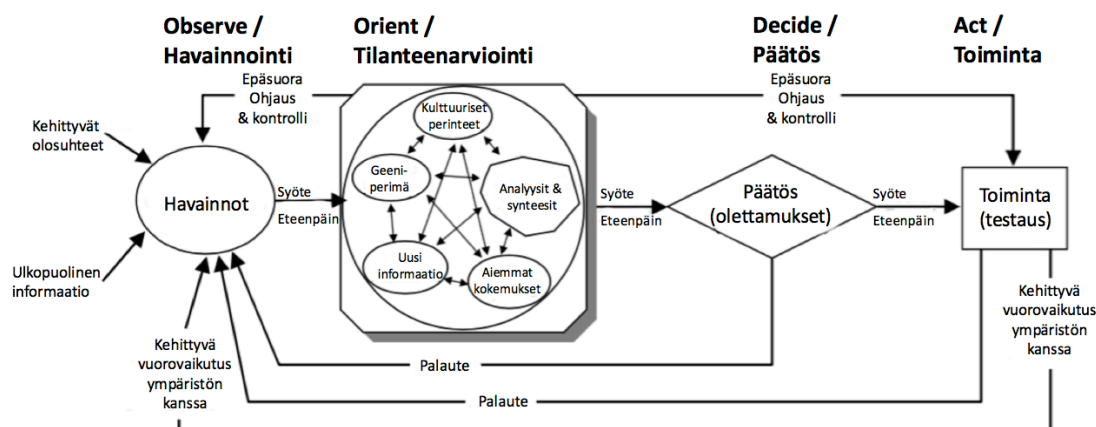 Observe /
Havainnointi
Orient /
Tilanteenarviointi
Decide /
Päätös
Act /
Toiminta
Epäsuora
Ohjaus
& kontrolli
Epäsuora
Ohjaus
& kontrolli
Kehittyvät
olosuhteet
Havainnot
Ulkopuolinen
informaatio
Syöte
Eteenpäin
Kulttuuriset
perinteet
Geeni-
perimä
Analyysit &
synteesit
Uusi
informaatio
Aiemmat
kokemukset
Syöte
Eteenpäin
Päätös
(olettamukset)
Syöte
Eteenpäin
Toiminta
(testaus)
Kehittyvä
vuorovaikutus
ympäristön
kanssa
Palaute
Palaute
Kehittyvä
vuorovaikutus
ympäristön
kanssa